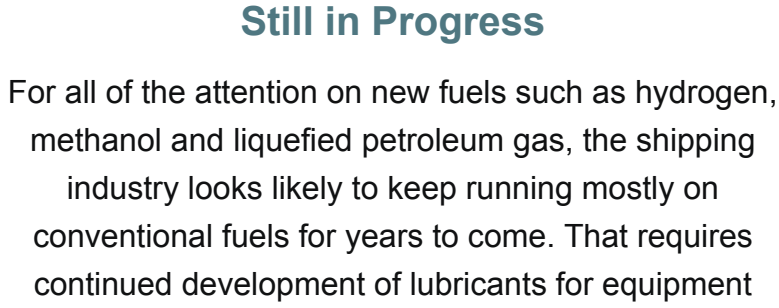 Still in Progress
For all of the attention on new fuels such as hydrogen,
methanol and liquefied petroleum gas, the shipping
industry looks likely to keep running mostly on
conventional fuels for years to come. That requires
continued development of lubricants for equipment